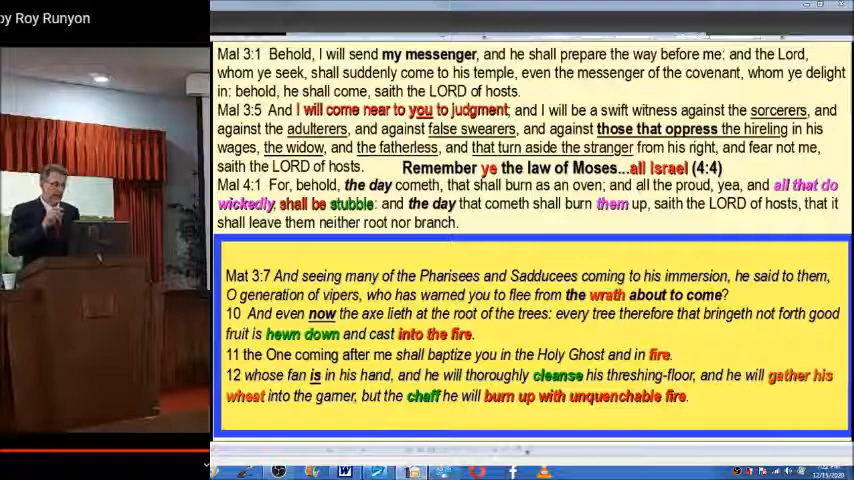 by Roy Runyon
Mal 3:1 Behold, I will send my messenger, and he shall prepare the way before me: and the Lord,
whom ye seek, shall suddenly come to his temple, even the messenger of the covenant, whom ye delight
in: behold, he shall come, saith the LORD of hosts.
Mal 3:5 And I will come near to you to judgment; and I will be a swift witness against the sorcerers, and
against the adulterers, and against false swearers, and against those that oppress the hireling in his
wages, the widow, and the fatherless, and that turn aside the stranger from his right, and fear not me,
saith the LORD of hosts. Remember ye the law of Moses...all Israel (4:4)
Mal 4:1 For, behold, the day cometh, that shall burn as an oven; and all the proud, yea, and all that do
wickedly, shall be stubble: and the day that cometh shall burn them up, saith the LORD of hosts, that it
shall leave them neither root nor branch.
Mat 3:7 And seeing many of the Pharisees and Sadducees coming to his immersion, he said to them,
O generation of vipers, who has warned you to flee from the wrath about to come?
10 And even now the axe lieth at the root of the trees: every tree therefore that bringeth not forth good
fruit is hewn down and cast into the fire.
11 the One coming after me shall baptize you in the Holy Ghost and in fire.
12 whose fan is in his hand, and he will thoroughly cleanse his threshing-floor, and he will gather his
wheat into the garner, but the chaff he will burn up with unquenchable fire.
12/15/2020